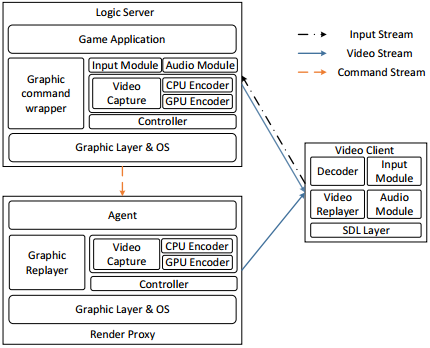 Logic Server
Game Application
Graphic
command
wrapper
Input Module
Audio Module
Video
Capture
CPU Encoder
GPU Encoder
Controller
Graphic Layer & OS
Agent
Graphic
Replayer
Video
Capture
CPU Encoder
GPU Encoder
Controller
Graphic Layer & OS
Render Proxy
Input Stream
Video Stream
Command Stream
Video Client
Decoder
Input
Module
Video
Replayer
Audio
Module
SDL Layer